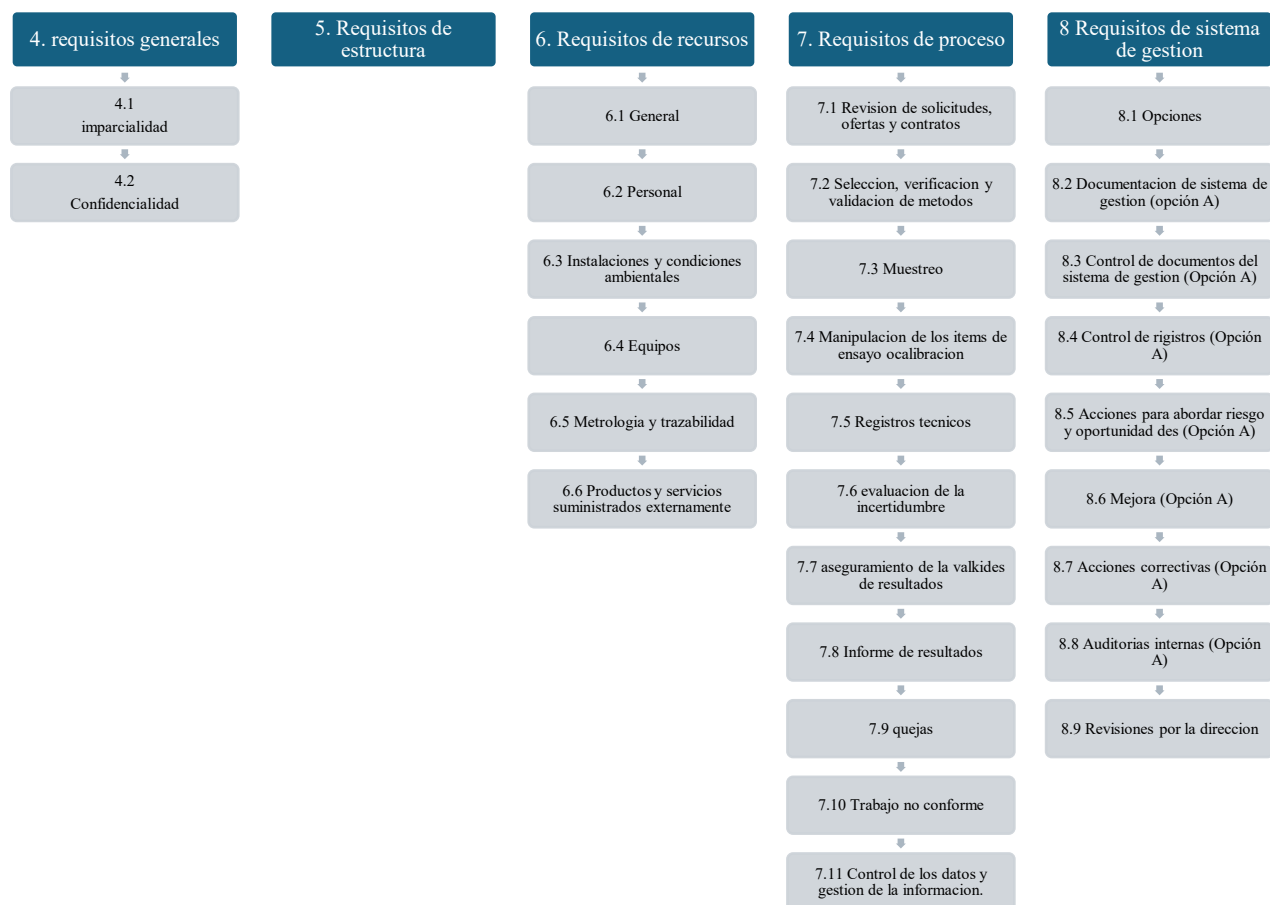 4. requisitos generales
4.1
imparcialidad
4.2
Confidencialidad
5. Requisitos de
estructura
6. Requisitos de recursos
6.1 General
6.2 Personal
6.3 Instalaciones y condiciones
ambientales
6.4 Equipos
6.5 Metrologia y trazabilidad
6.6 Productos y servicios
suministrados externamente
7. Requisitos de proceso
7.1 Revision de solicitudes,
ofertas y contratos
7.2 Seleccion, verificacion y
validacion de metodos
7.3 Muestreo
7.4 Manipulacion de los items de
ensayo ocalibracion
7.5 Registros tecnicos
7.6 evaluacion de la
incertidumbre
7.7 aseguramiento de la valkides
de resultados
7.8 Informe de resultados
7.9 quejas
7.10 Trabajo no conforme
7.11 Control de los datos y
gestion de la informacion.
8 Requisitos de sistema
de gestion
8.1 Opciones
8.2 Documentacion de sistema de
gestion (opción A)
8.3 Control de documentos del
sistema de gestion (Opción A)
8.4 Control de rigistros (Opción
A)
8.5 Acciones para abordar riesgo
y oportunidad des (Opción A)
8.6 Mejora (Opción A)
8.7 Acciones correctivas (Opción
A)
8.8 Auditorias internas (Opción
A)
8.9 Revisiones por la direccion